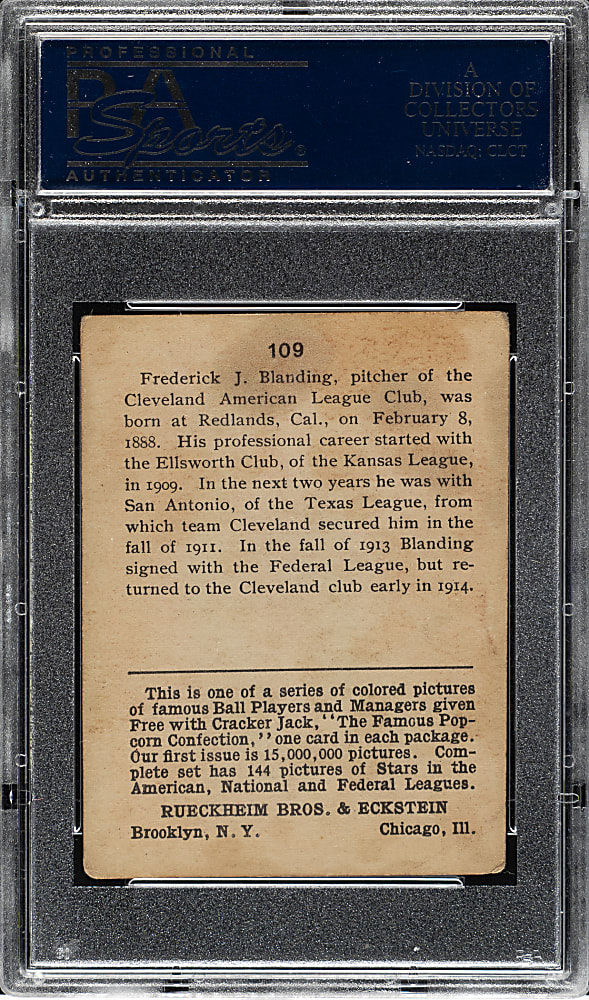 PROFESSIONAL
PSA
Sports®
AUTHENTICATOR
A
DIVISION OF
COLLECTORS
UNIVERSE
NASDAQ: CLCT
109
Frederick J. Blanding, pitcher of the
Cleveland American League Club, was
born at Redlands, Cal., on February 8,
1888. His professional career started with
the Ellsworth Club, of the Kansas League,
in 1909. In the next two years he was with
San Antonio, of the Texas League, from
which team Cleveland secured him in the
fall of 1911. In the fall of 1913 Blanding
signed with the Federal League, but re-
turned to the Cleveland club early in 1914.
This is one of a series of colored pictures
of famous Ball Players and Managers given
Free with Cracker Jack, "The Famous Pop-
corn Confection," one card in each package.
Our first issue is 15,000,000 pictures. Com-
plete set has 144 pictures of Stars in the
American, National and Federal Leagues.
RUECKHEIM BROS. & ECKSTEIN
Brooklyn, N. Y. Chicago, Ill.